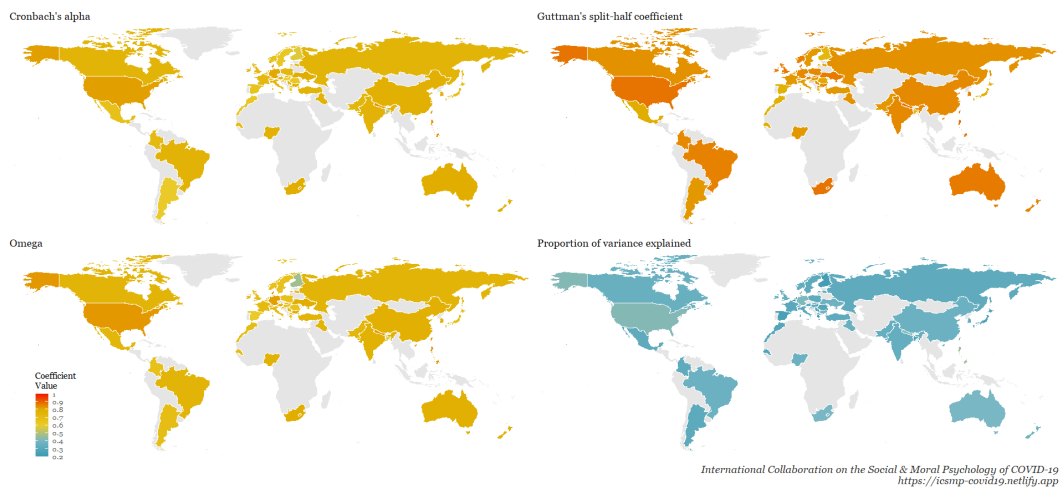 Cronbach's alpha
Guttman's split-half coefficient
Omega
Proportion of variance explained
Coefficient
Value
1
0.9
0.8
0.7
0.6
0.5
0.4
0.3
0.2
International Collaboration on the Social & Moral Psychology of COVID-19
https://icsmp-covid19.netlify.app